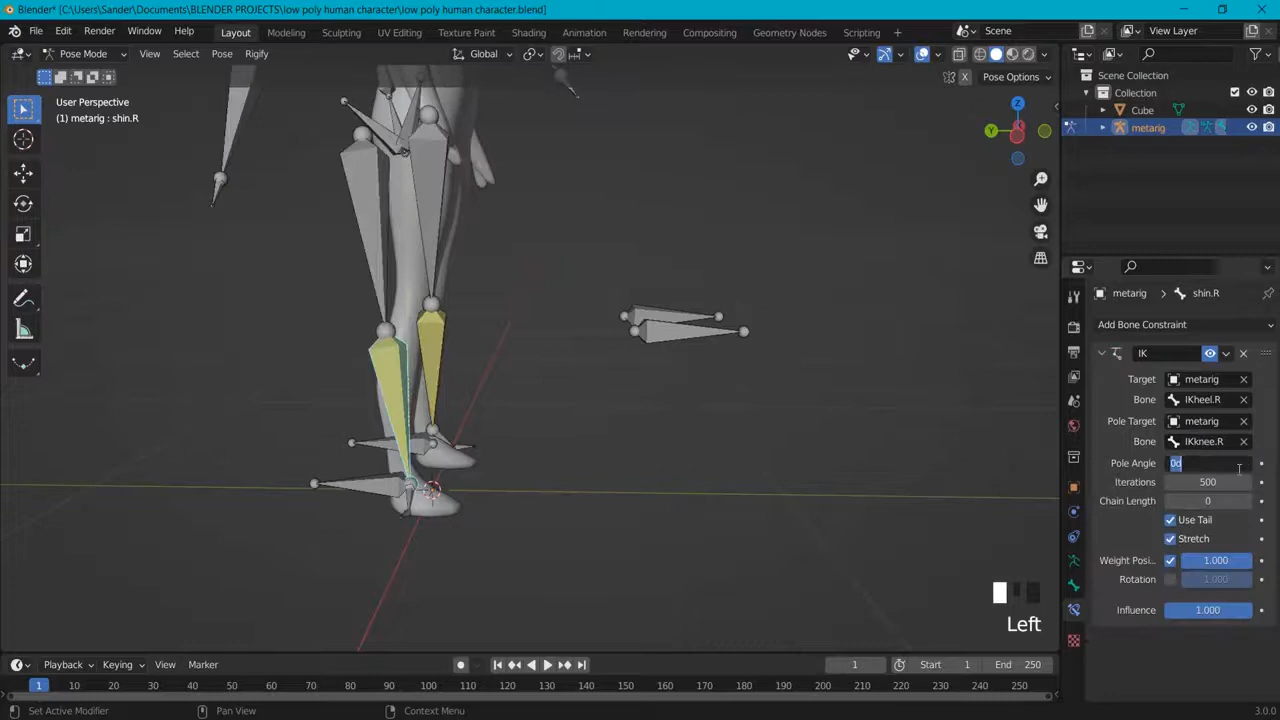 Blender* [C:\Users\Sander\Documents\BLENDER PROJECTS\low poly human character\low poly human character.blend]
File Edit Render Window Help Layout Modeling Sculpting UV Editing Texture Paint Shading Animation Rendering Compositing Geometry Nodes Scripting + Scene View Layer
Pose Mode View Select Pose Rigify Global
X Pose Options
User Perspective
(1) metarig : shin.R
Z
Y
Scene Collection
Collection
Cube
metarig
metarig > shin.R
Add Bone Constraint
IK
Target metarig
Bone IKheel.R
Pole Target metarig
Bone IKknee.R
Pole Angle 0d
Iterations 500
Chain Length 0
Use Tail
Stretch
Weight Posi... 1.000
Rotation 1.000
Influence 1.000
Left
Playback Keying View Marker 1 Start 1 End 250
1 10 20 30 40 50 60 70 80 90 100 110 120 130 140 150 160 170 180 190 200 210 220 230 240 250
Set Active Modifier Pan View Context Menu 3.0.0